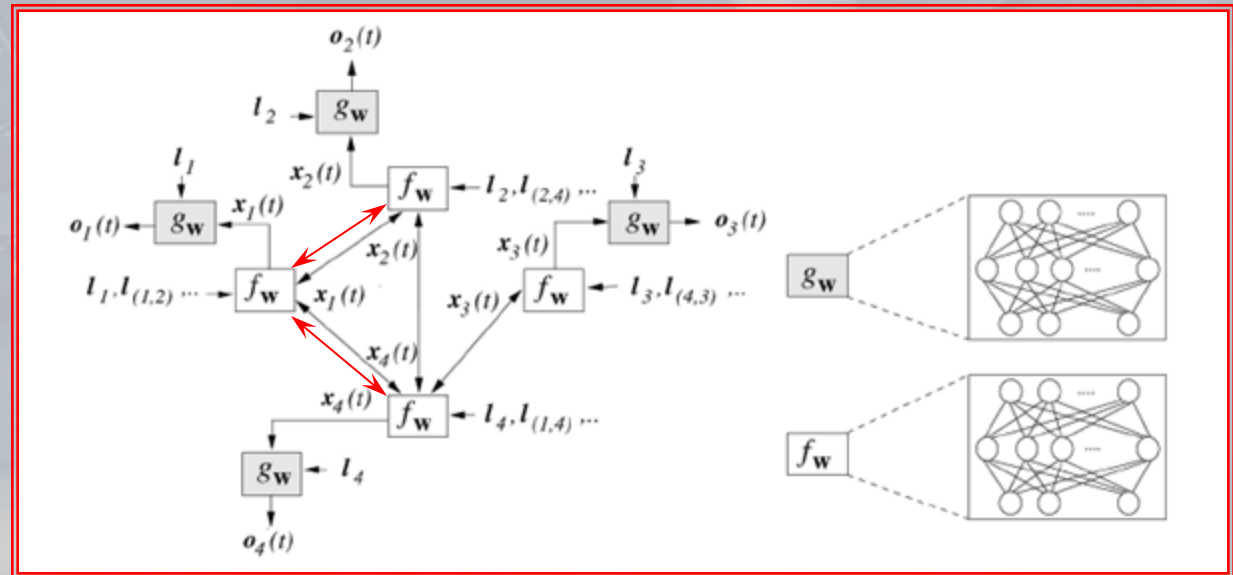 o2(t)
l2
gw
x2(t)
fw
l2,l(2,4) ...
l1
x1(t)
o1(t)
gw
l3
gw
o3(t)
x3(t)
x2(t)
l1,l(1,2) ...
fw
x1(t)
x3(t)
fw
l3,l(4,3) ...
x4(t)
x4(t)
fw
l4,l(1,4) ...
gw
l4
o4(t)
gw
....
....
fw
....
....